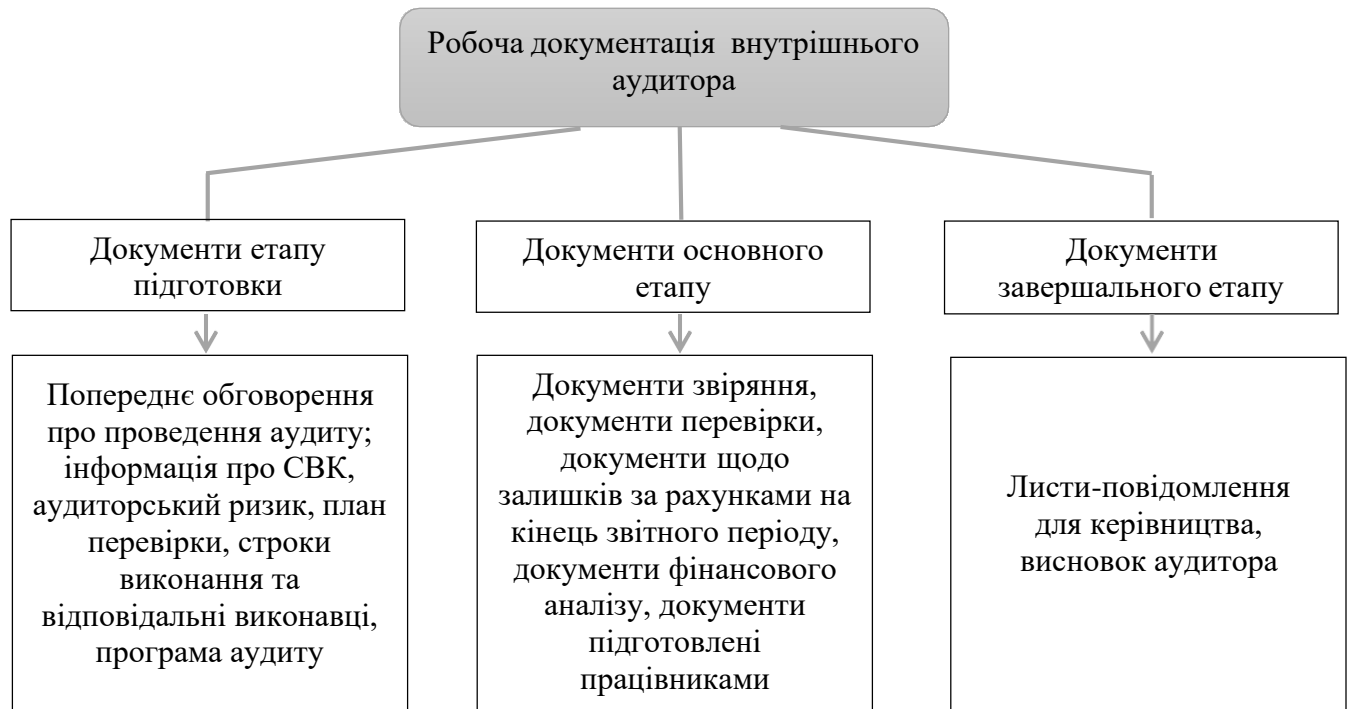 Робоча документація внутрішнього
аудитора
Документи етапу
підготовки
Документи основного
етапу
Документи
завершального етапу
Попереднє обговорення
про проведення аудиту;
інформація про СВК,
аудиторський ризик, план
перевірки, строки
виконання та
відповідальні виконавці,
програма аудиту
Документи звіряння,
документи перевірки,
документи щодо
залишків за рахунками на
кінець звітного періоду,
документи фінансового
аналізу, документи
підготовлені
працівниками
Листи-повідомлення
для керівництва,
висновок аудитора